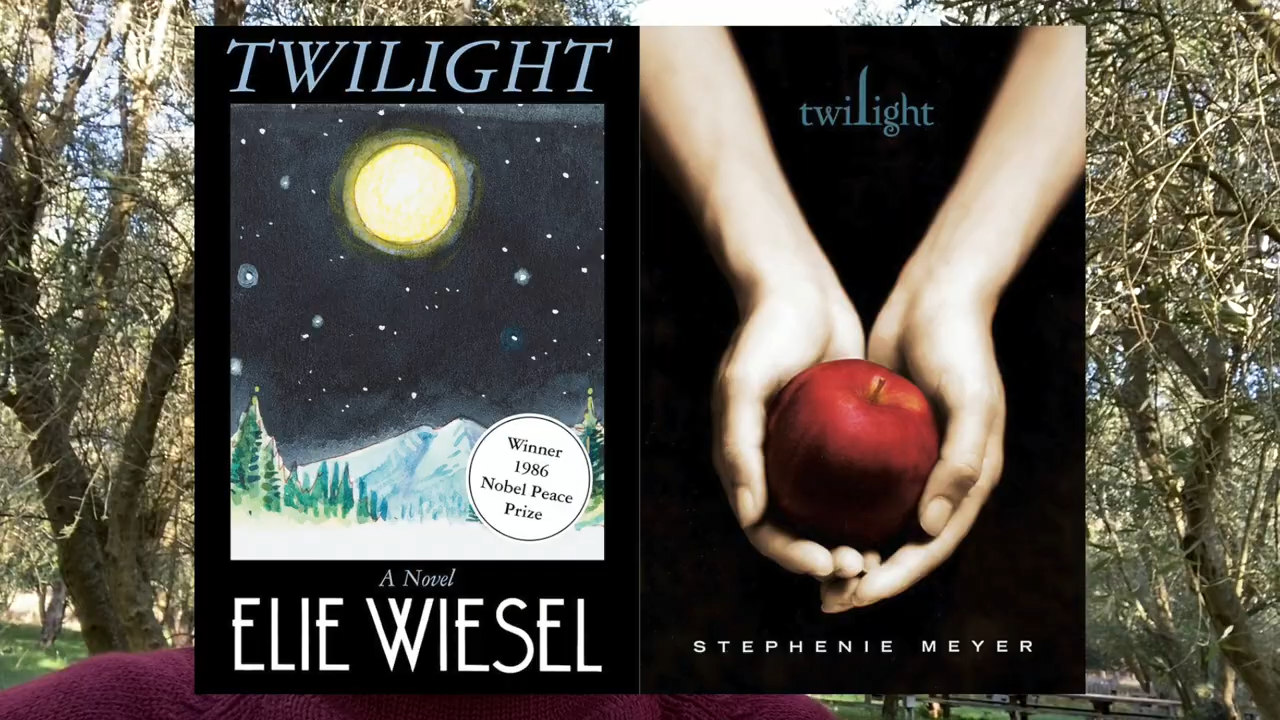 TWILIGHT
Winner
1986
Nobel Peace
Prize
A Novel
ELIE WIESEL
twilight
STEPHENIE MEYER